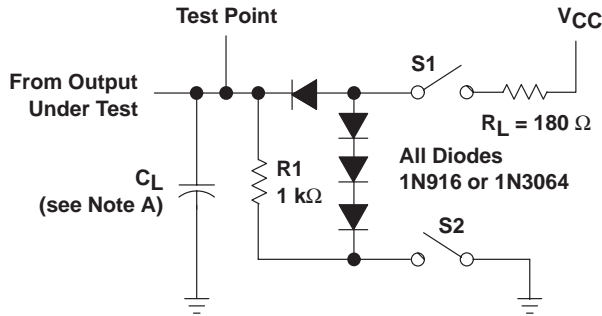 Test Point
VCC
S1
From Output
Under Test
RL = 180 Ω
All Diodes
1N916 or 1N3064
R1
1 kΩ
CL
(see Note A)
S2